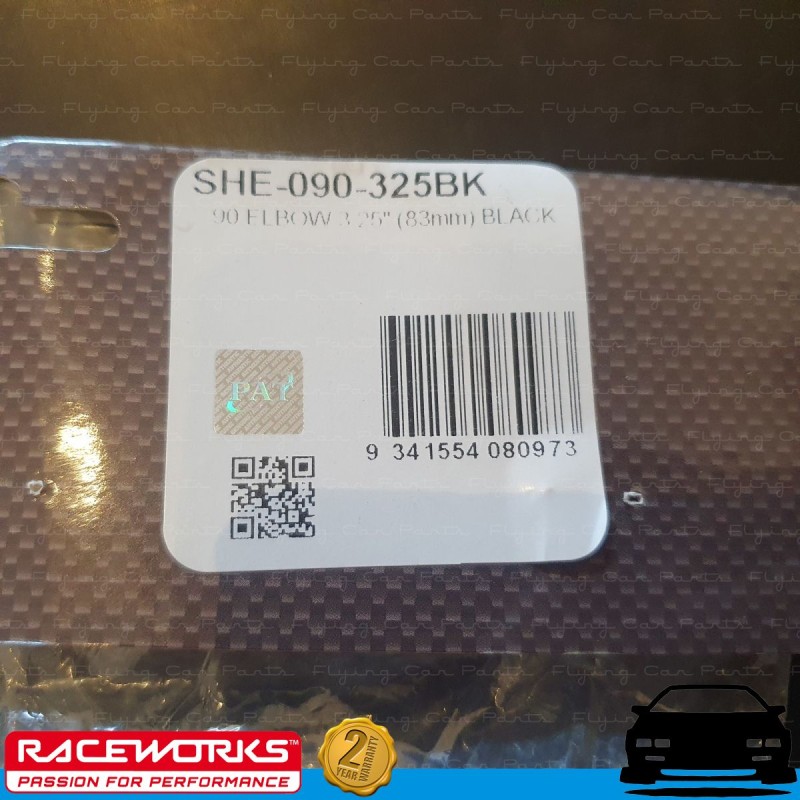 SHE-090-325BK
90 ELBOW 3.25" (83mm) BLACK
PAT
9 341554 080973
Flying Car Parts
RACEWORKS™
PASSION FOR PERFORMANCE
2
YEAR WARRANTY